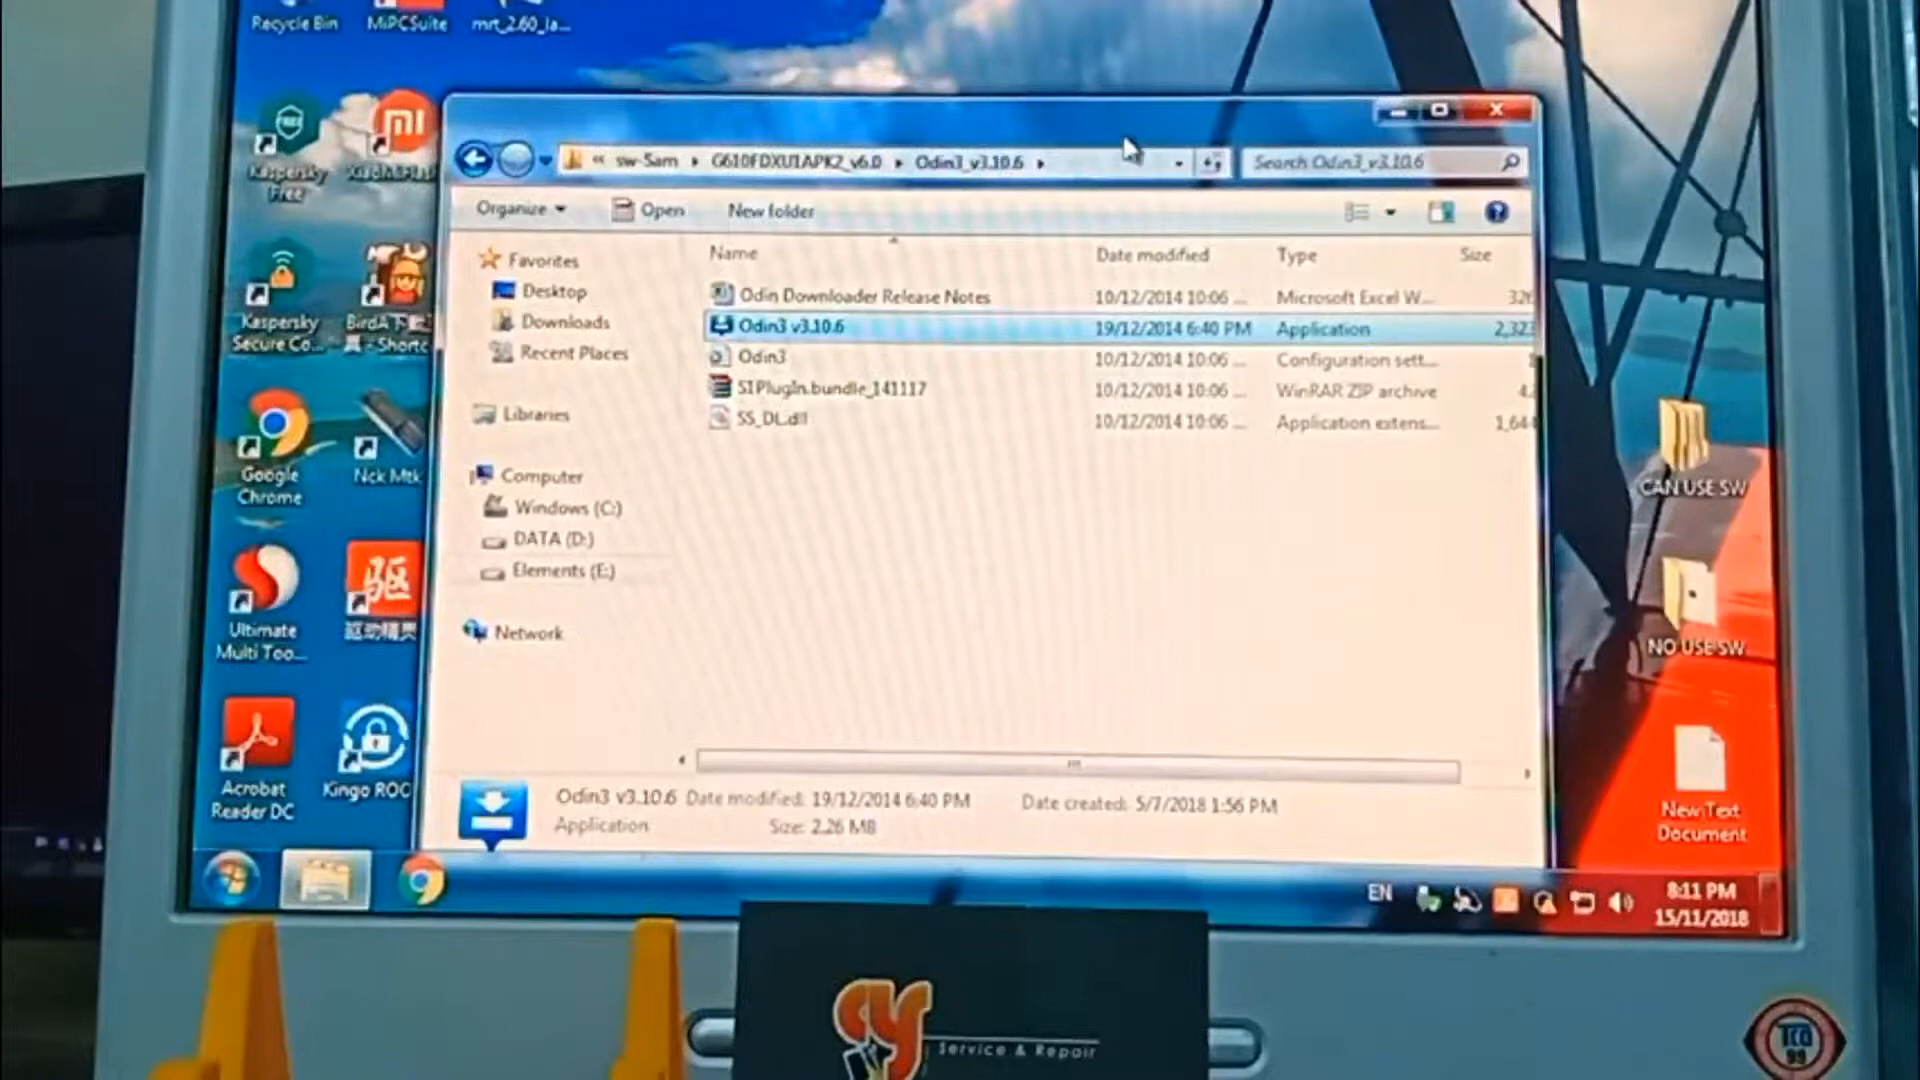 Recycle Bin
MiPCSuite
mrt_2.60_la...
FREE
Kaspersky
Free
Kaspersky
Secure Co...
BirdA下载
具 - Shortc
Google
Chrome
Nck Mtk
Ultimate
Multi Too...
驱
驱动精灵
Acrobat
Reader DC
Kingo ROO
« sw-Sam ▸ G610FDXU1APK2_v6.0 ▸ Odin3_v3.10.6 ▸
Search Odin3_v3.10.6
Organize
Open
New folder
Favorites
Desktop
Downloads
Recent Places
Libraries
Computer
Windows (C:)
DATA (D:)
Elements (E:)
Network
Name Date modified Type Size
Odin Downloader Release Notes 10/12/2014 10:06 ... Microsoft Excel W... 326
Odin3 v3.10.6 19/12/2014 6:40 PM Application 2,323
Odin3 10/12/2014 10:06 ... Configuration sett...
S1PlugIn.bundle_141117 10/12/2014 10:06 ... WinRAR ZIP archive
SS_DL.dll 10/12/2014 10:06 ... Application extens... 1,644
Odin3 v3.10.6 Date modified: 19/12/2014 6:40 PM Date created: 5/7/2018 1:56 PM
Application Size: 2.26 MB
CAN USE SW
NO USE SW
New Text
Document
EN
8:11 PM
15/11/2018
Service & Repair
TCO
99